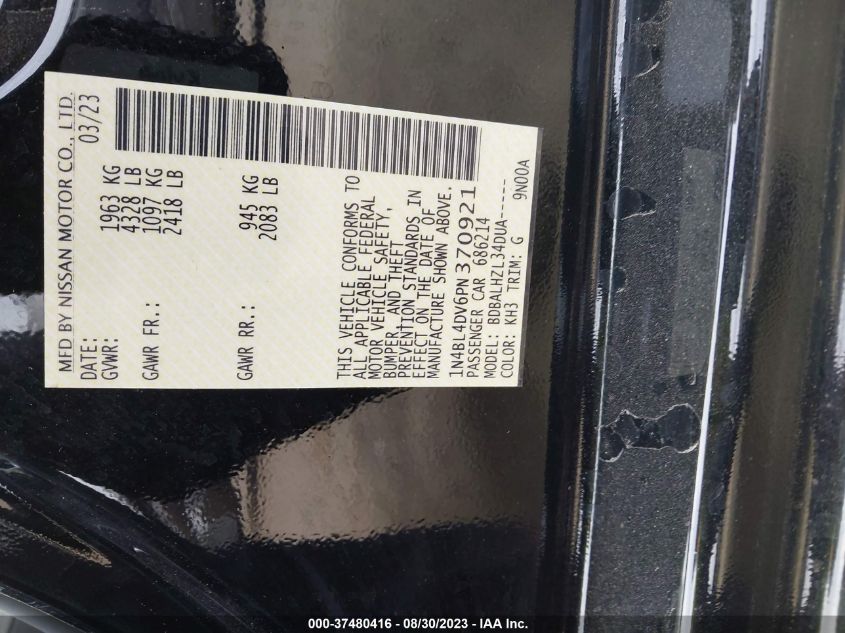 MFD BY NISSAN MOTOR CO., LTD.
DATE: 03/23
GVWR: 1963 KG
4328 LB
GAWR FR.: 1097 KG
2418 LB
GAWR RR.: 945 KG
2083 LB
THIS VEHICLE CONFORMS TO
ALL APPLICABLE FEDERAL
MOTOR VEHICLE SAFETY,
BUMPER, AND THEFT
PREVENTION STANDARDS IN
EFFECT ON THE DATE OF
MANUFACTURE SHOWN ABOVE.
1N4BL4DV6PN370921
PASSENGER CAR 686214
MODEL: BDBALHZL34DUA-----
COLOR: KH3 TRIM: G 9N00A
000-37480416 - 08/30/2023 - IAA Inc.